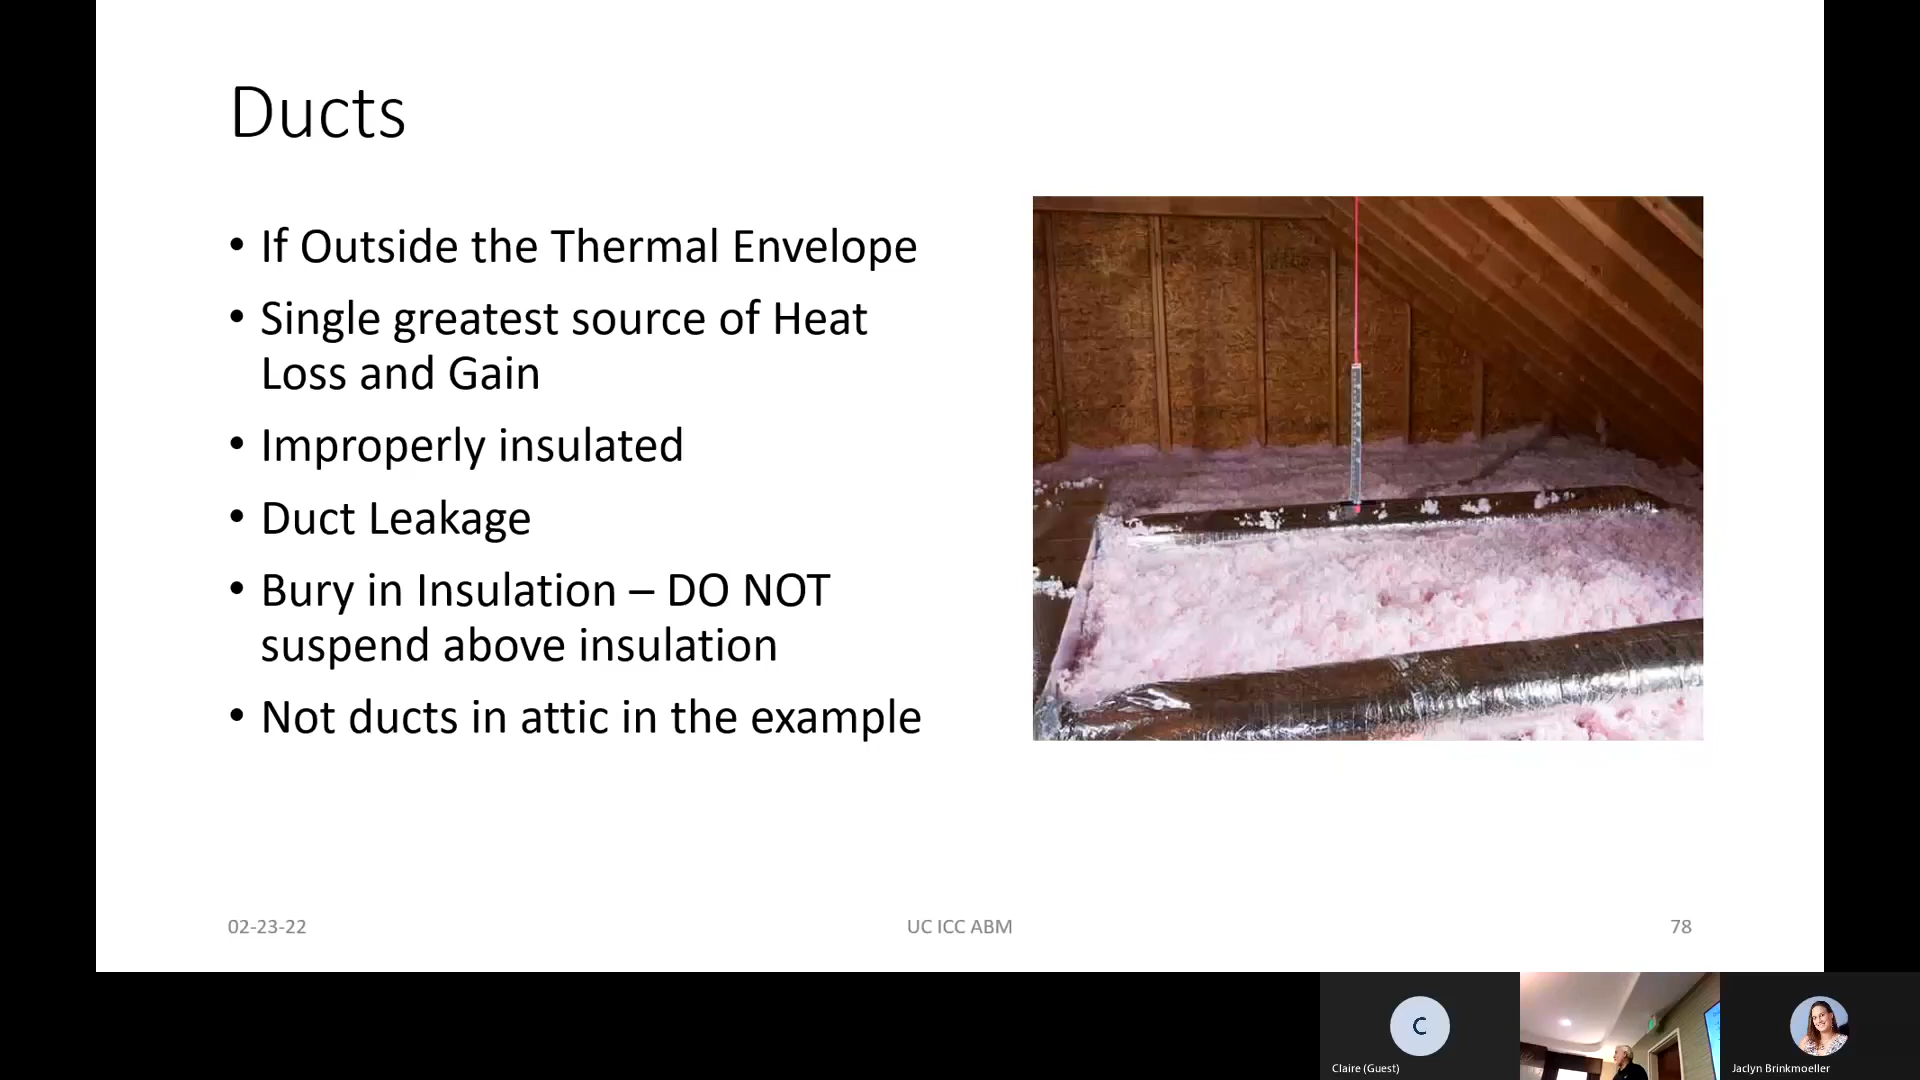 Ducts
• If Outside the Thermal Envelope
• Single greatest source of Heat
Loss and Gain
• Improperly insulated
• Duct Leakage
• Bury in Insulation – DO NOT
suspend above insulation
• Not ducts in attic in the example
02-23-22
UC ICC ABM
78
C
Claire (Guest)
Jaclyn Brinkmoeller